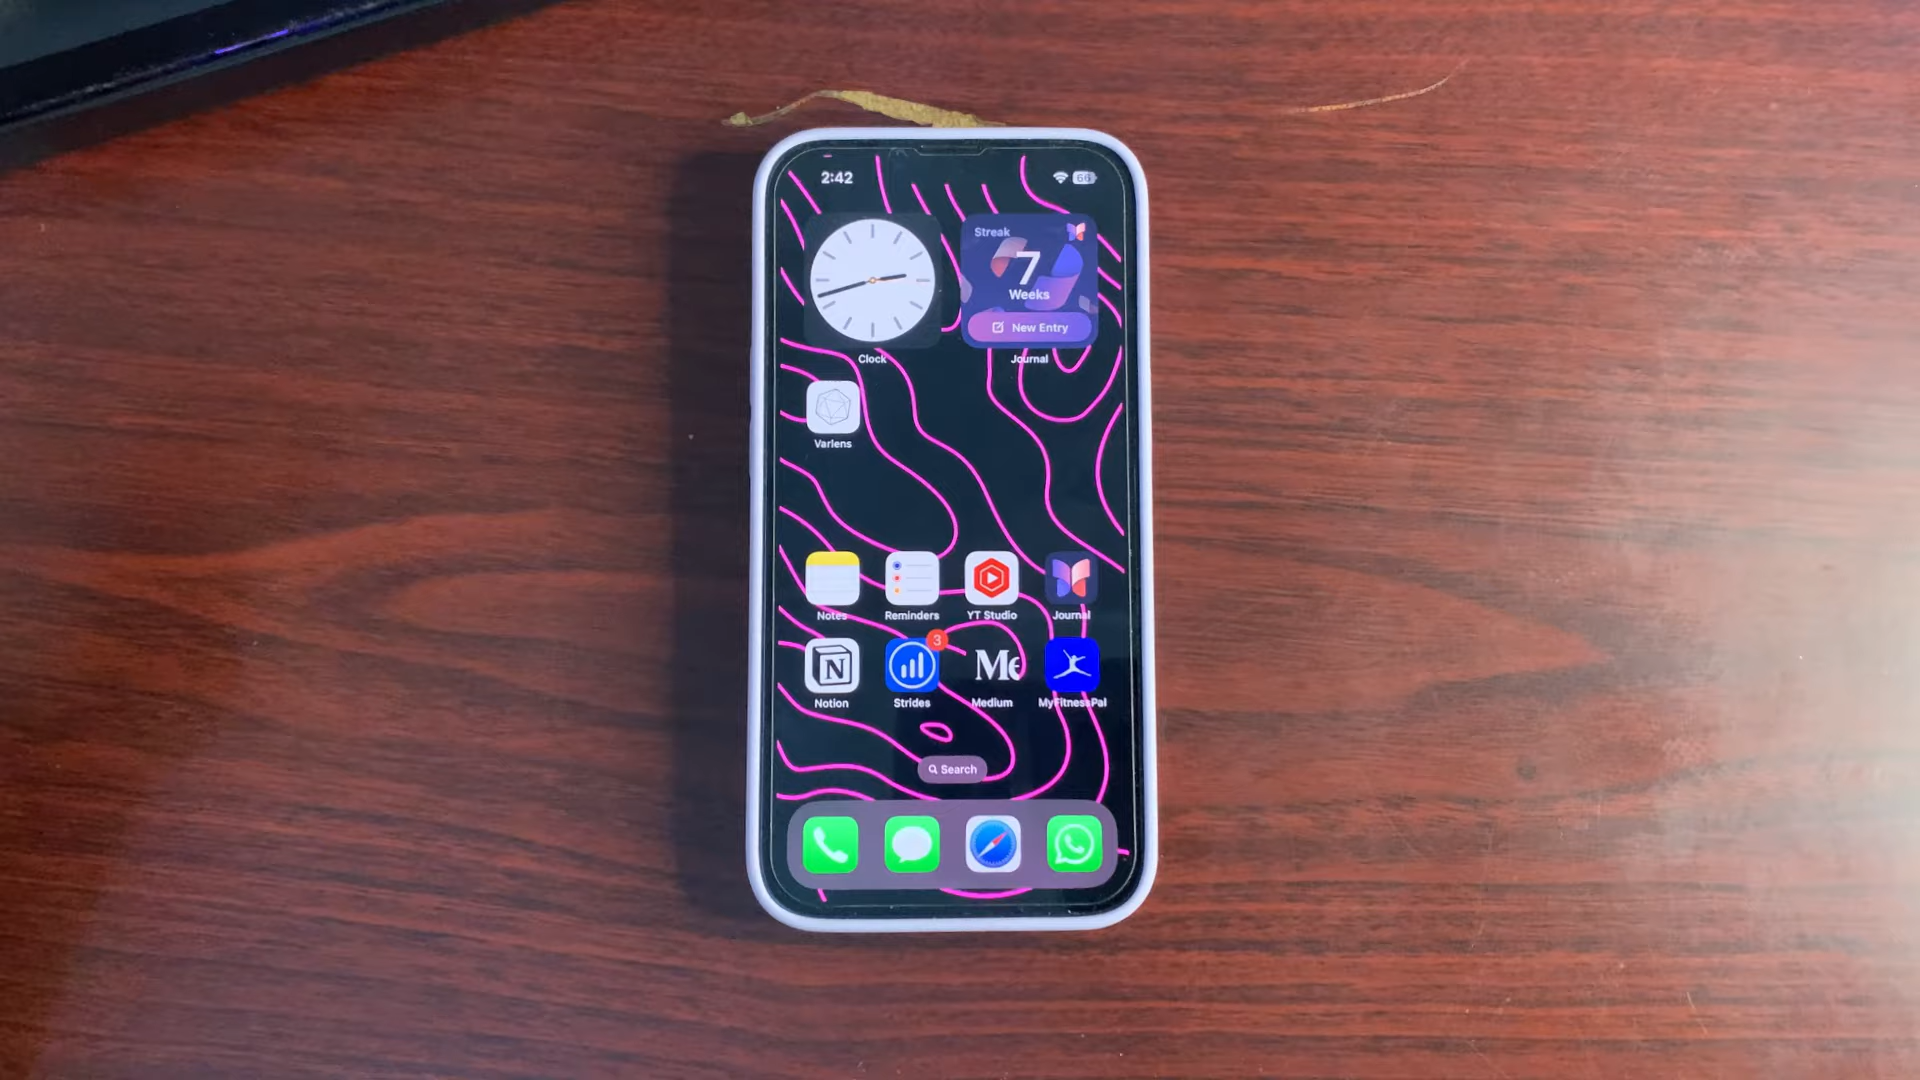 2:42
66
Streak
7
Weeks
New Entry
Clock
Journal
Varlens
Notes
Reminders
YT Studio
Journal
N
3
Me
Notion
Strides
Medium
MyFitnessPal
Search